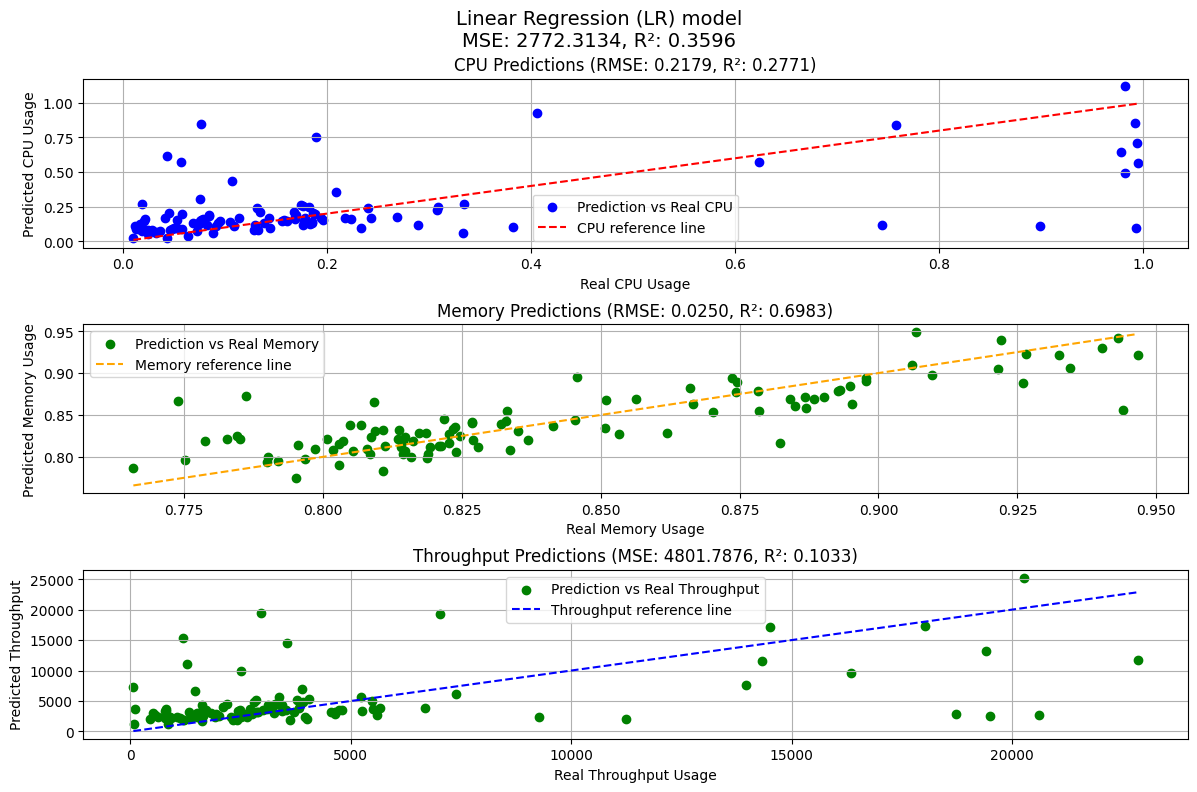 Linear Regression (LR) model
MSE: 2772.3134, R²: 0.3596
CPU Predictions (RMSE: 0.2179, R²: 0.2771)
Predicted CPU Usage
1.00
0.75
0.50
0.25
0.00
Prediction vs Real CPU
CPU reference line
0.0 0.2 0.4 0.6 0.8 1.0
Real CPU Usage
Memory Predictions (RMSE: 0.0250, R²: 0.6983)
Predicted Memory Usage
0.95
0.90
0.85
0.80
Prediction vs Real Memory
Memory reference line
0.775 0.800 0.825 0.850 0.875 0.900 0.925 0.950
Real Memory Usage
Throughput Predictions (MSE: 4801.7876, R²: 0.1033)
Predicted Throughput
25000
20000
15000
10000
5000
0
Prediction vs Real Throughput
Throughput reference line
0 5000 10000 15000 20000
Real Throughput Usage